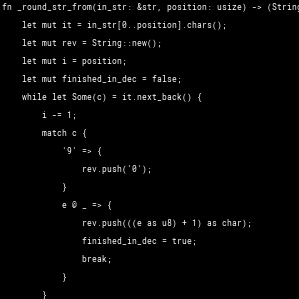 fn _round_str_from(in_str: &str, position: usize) -> (String
let mut it = in_str[0..position].chars();
let mut rev = String::new();
let mut i = position;
let mut finished_in_dec = false;
while let Some(c) = it.next_back() {
i -= 1;
match c {
'9' => {
rev.push('0');
}
e @ _ => {
rev.push(((e as u8) + 1) as char);
finished_in_dec = true;
break;
}
}